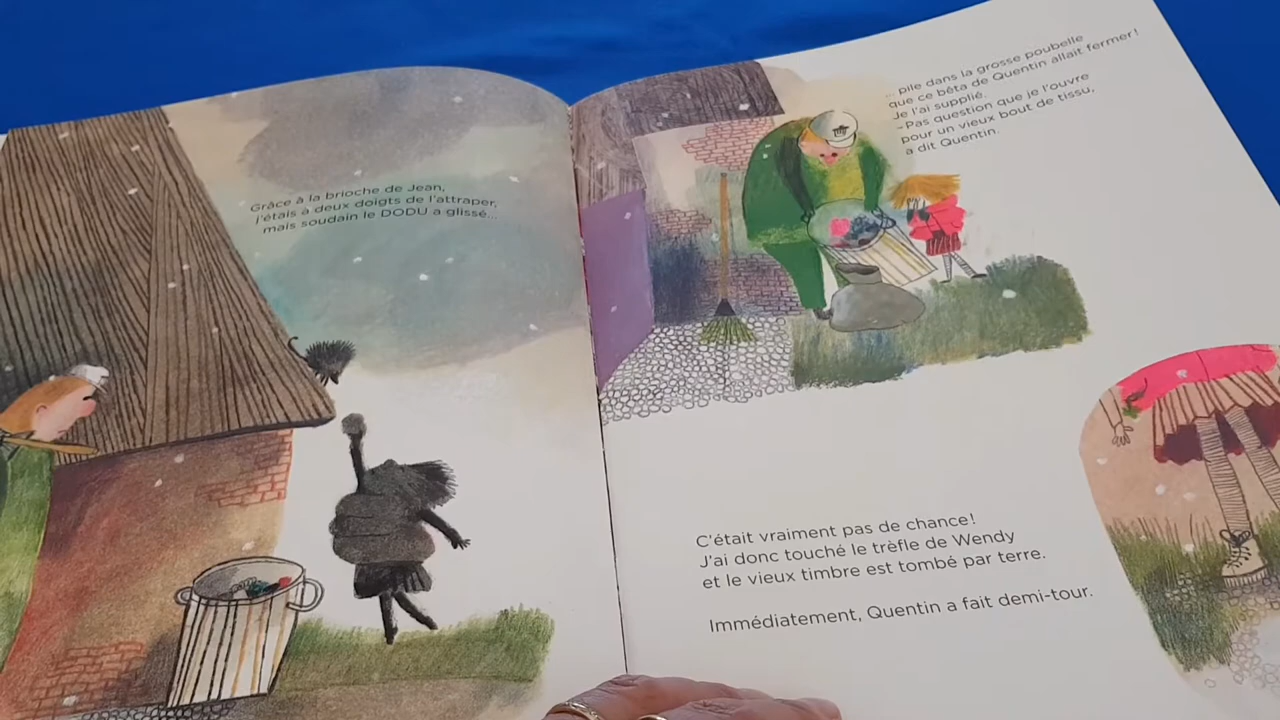 Grâce à la brioche de Jean,
j'étais à deux doigts de l'attraper,
mais soudain le DODU a glissé...
... pile dans la grosse poubelle
que ce bêta de Quentin allait fermer !
Je l'ai supplié.
–Pas question que je l'ouvre
pour un vieux bout de tissu,
a dit Quentin.
C'était vraiment pas de chance !
J'ai donc touché le trèfle de Wendy
et le vieux timbre est tombé par terre.
Immédiatement, Quentin a fait demi-tour.